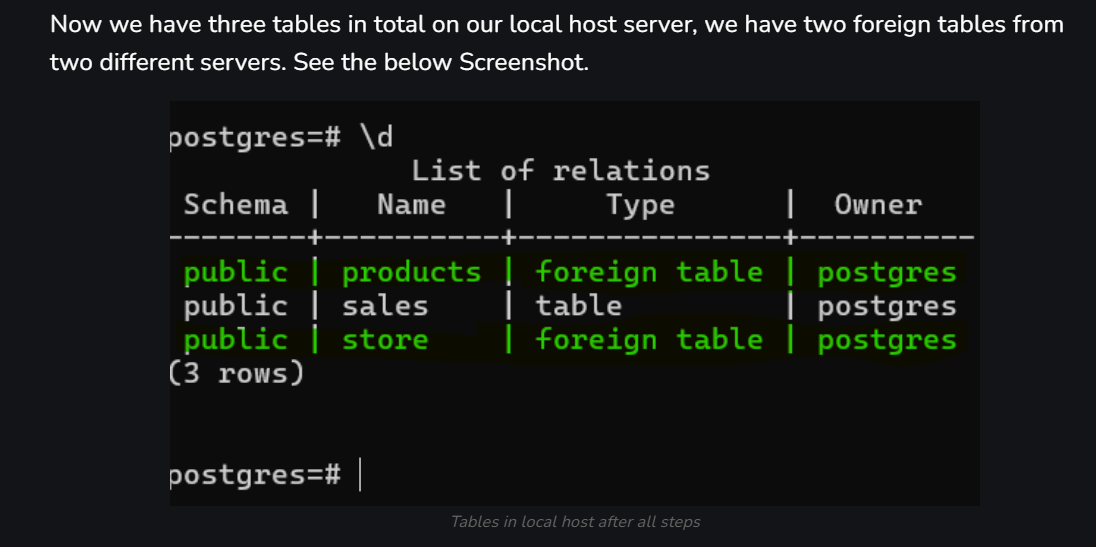 Now we have three tables in total on our local host server, we have two foreign tables from
two different servers. See the below Screenshot.
postgres=# \d
List of relations
Schema | Name | Type | Owner
--------+----------+---------------+----------
public | products | foreign table | postgres
public | sales | table | postgres
public | store | foreign table | postgres
(3 rows)
postgres=#
Tables in local host after all steps